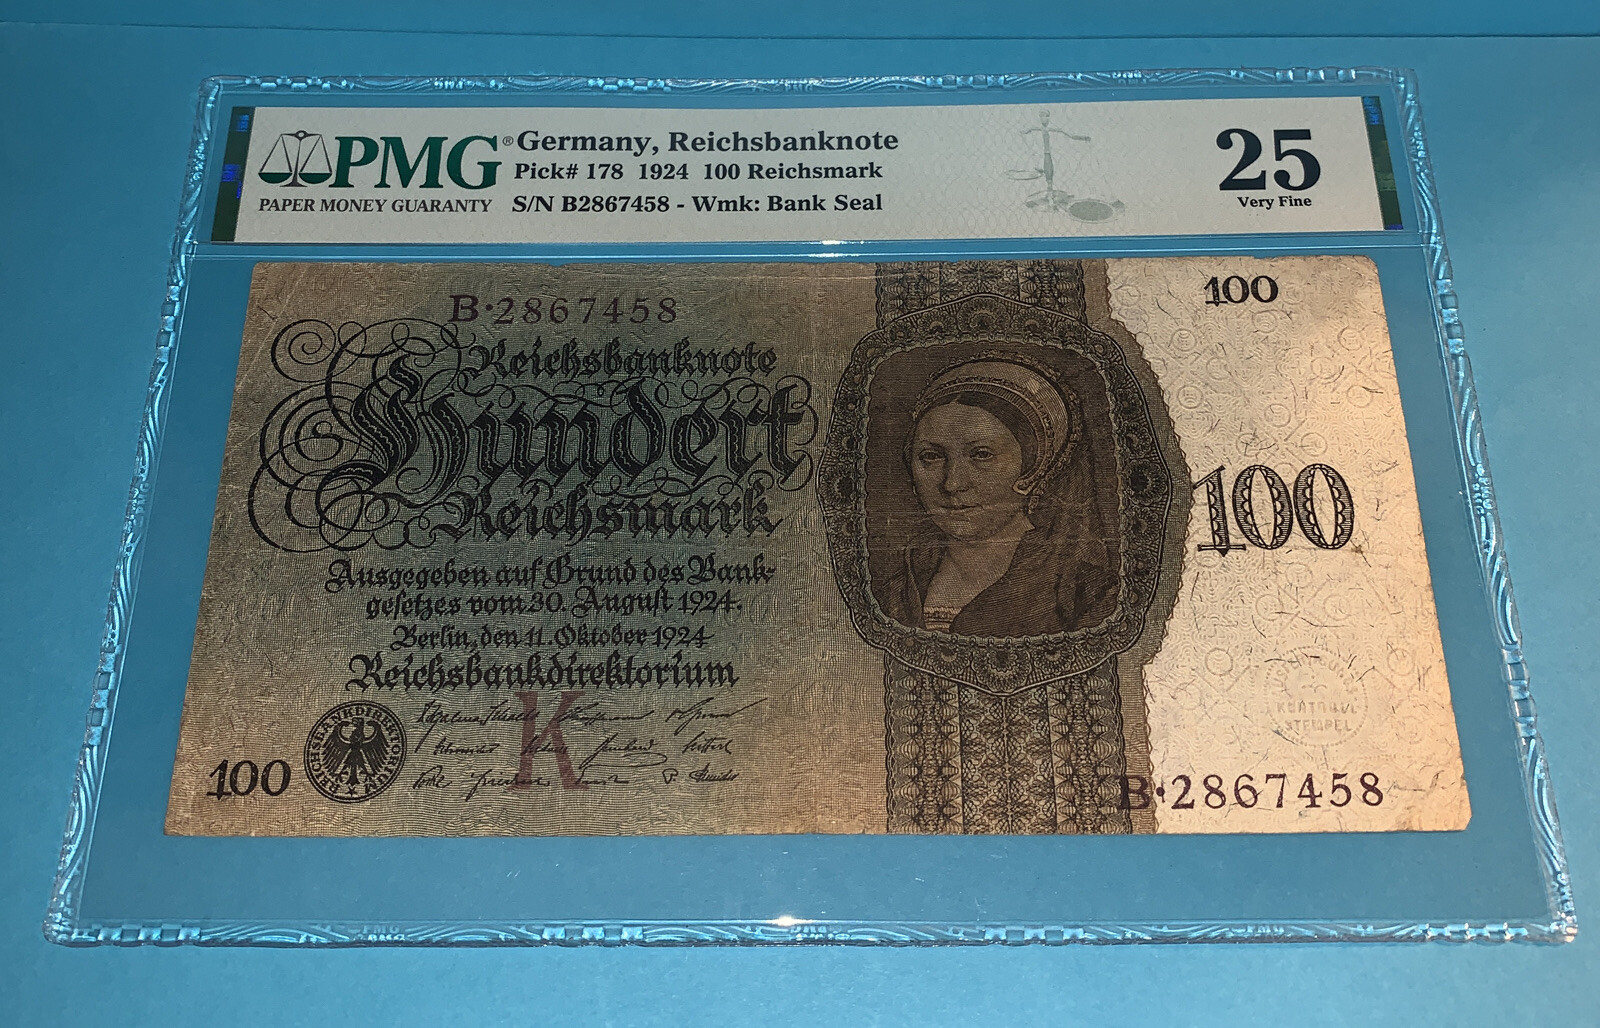 PMG®
PAPER MONEY GUARANTY
Germany, Reichsbanknote
Pick# 178 1924 100 Reichsmark
S/N B2867458 - Wmk: Bank Seal
25
Very Fine
B·2867458
100
Reichsbanknote
Hundert
Reichsmark
100
Ausgegeben auf Grund des Bank-
gesetzes vom 30. August 1924.
Berlin, den 11. Oktober 1924
Reichsbankdirektorium
K
REICHSBANKDIREKTORIUM
100
KONTROLL
STEMPEL
B·2867458